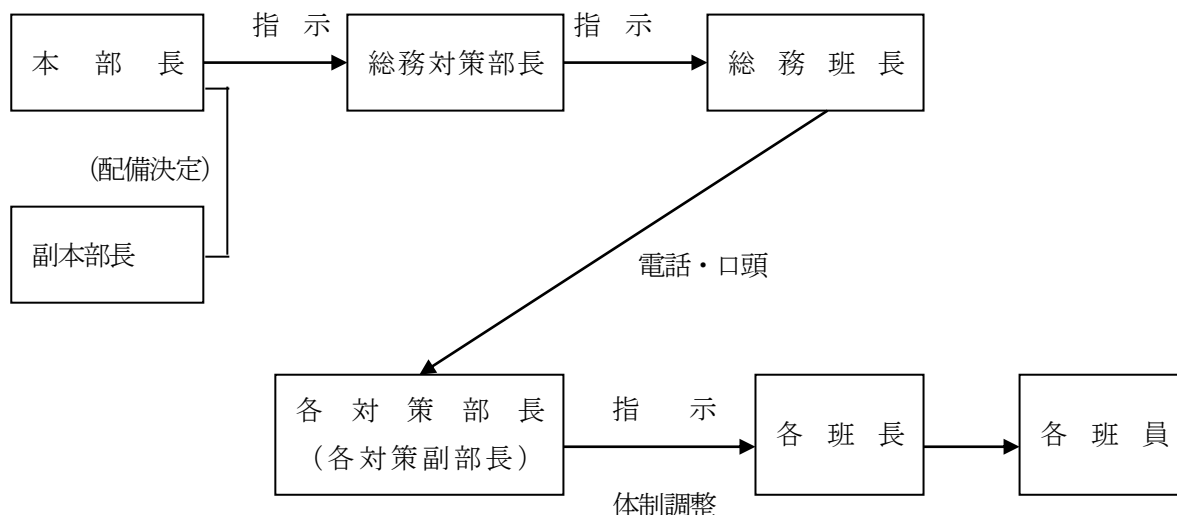 指示
指示
本部長
総務対策部長
総務班長
(配備決定)
副本部長
電話・口頭
各対策部長
(各対策副部長)
指示
各班長
各班員
体制調整